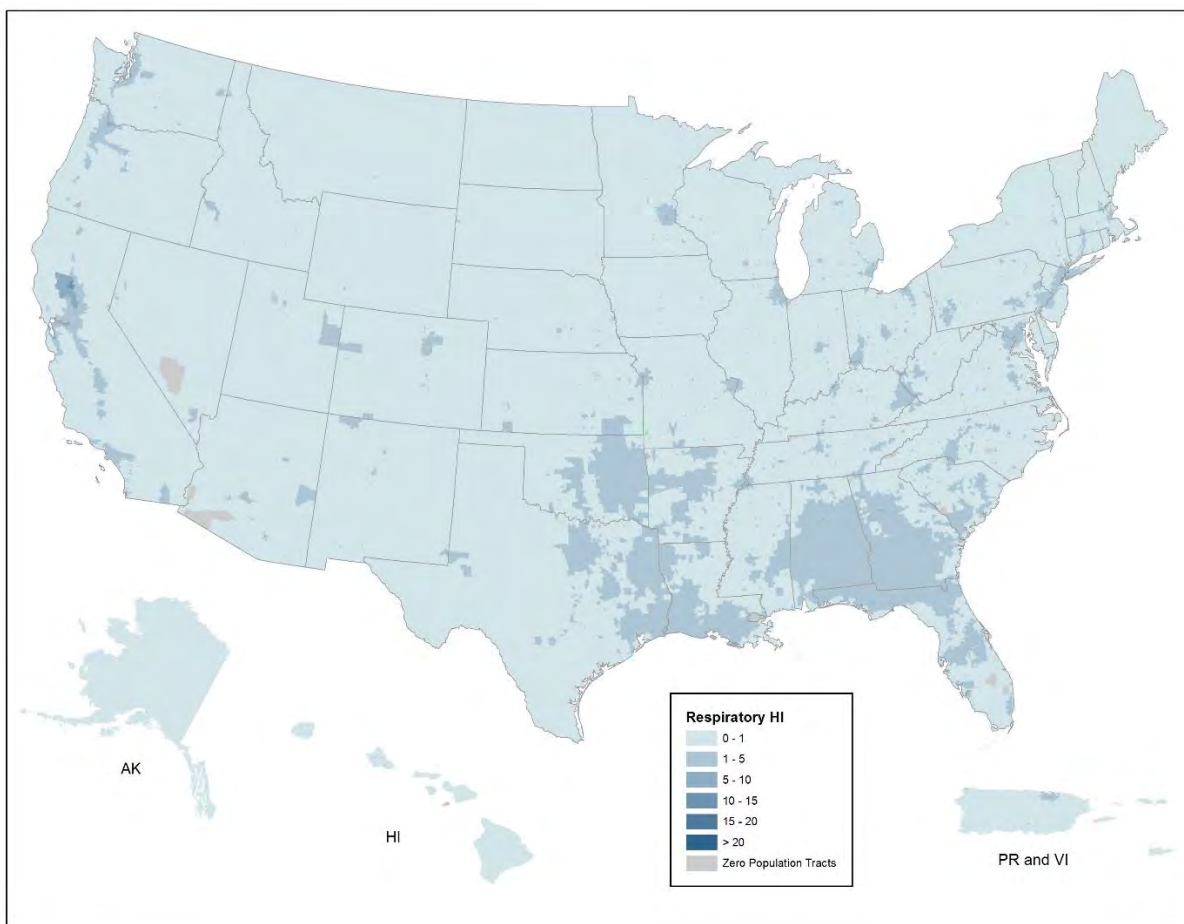 Respiratory HI
0 - 1
1 - 5
5 - 10
10 - 15
15 - 20
> 20
Zero Population Tracts
AK
HI
PR and VI